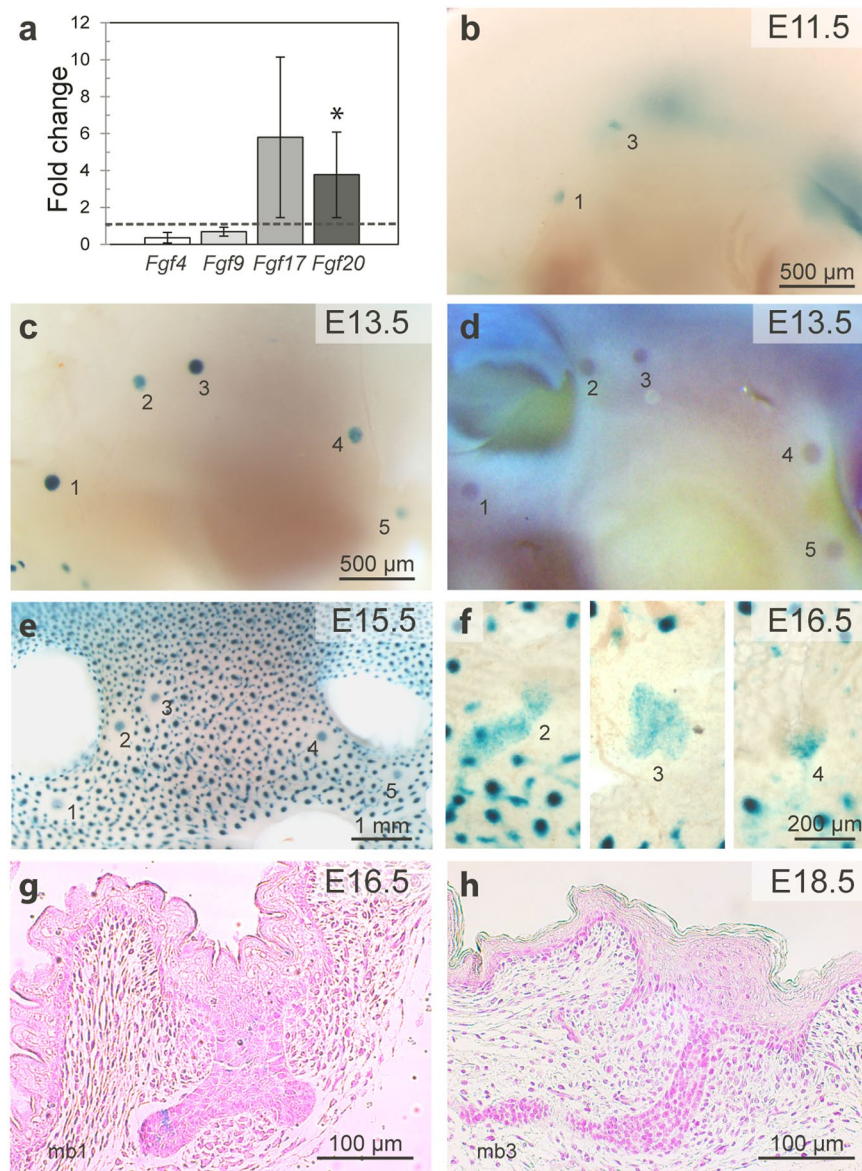 a
12
10
8
6
4
2
0
Fold change
*
Fgf4 Fgf9 Fgf17 Fgf20
b E11.5
3
1
500 µm
c E13.5
2 3
4
1
5
500 µm
d E13.5
2 3
4
1
5
e E15.5
3
2 4
1 5
1 mm
f E16.5
2
3
4
200 µm
g E16.5
mb1 100 µm
h E18.5
mb3 100 µm